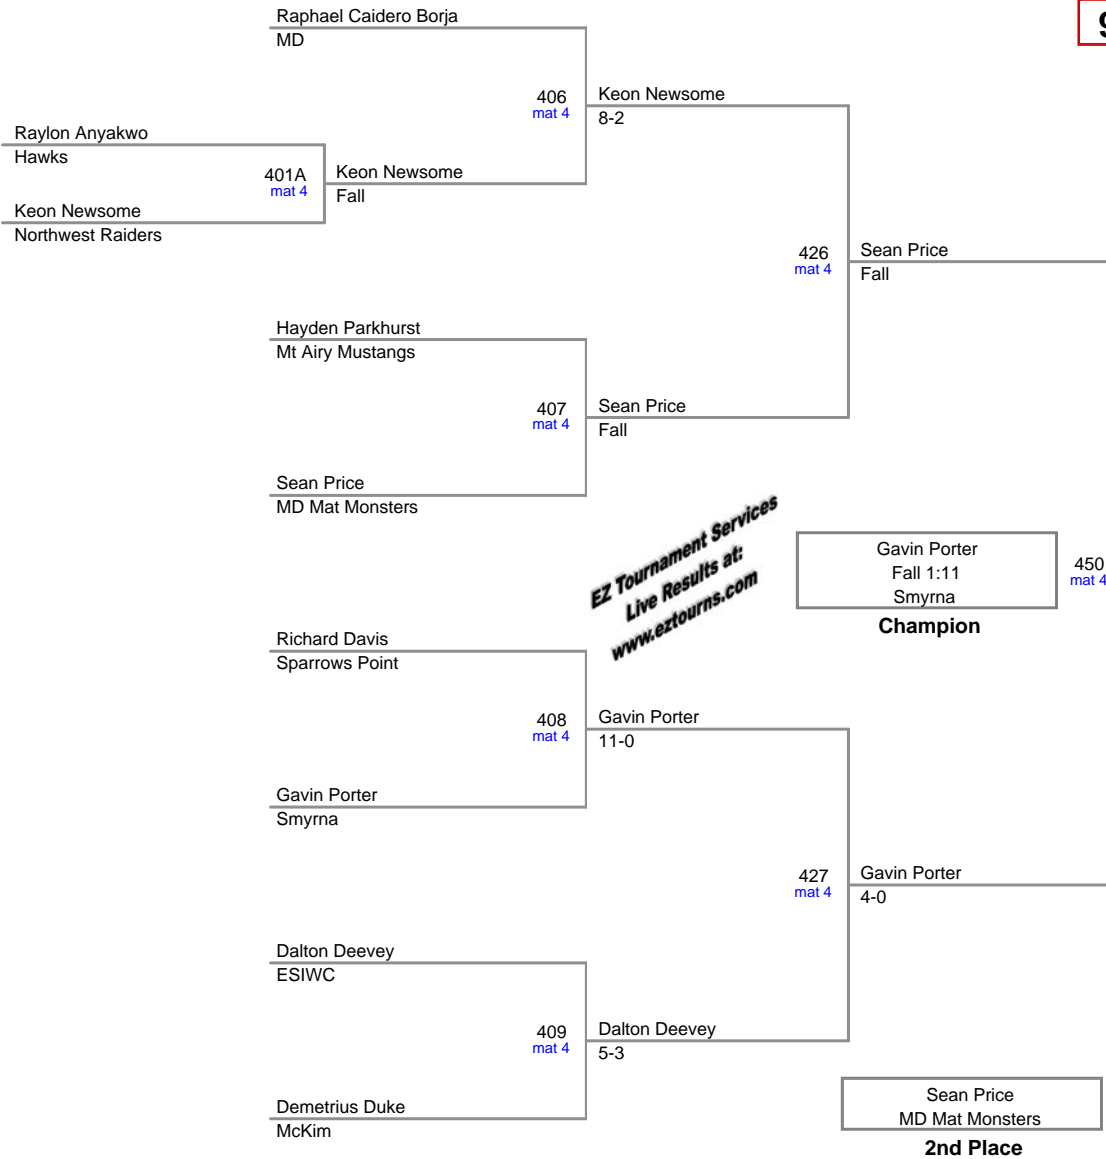 Raphael Caidero Borja
MD
9
406
mat 4
Keon Newsome
8-2
Raylon Anyakwo
Hawks
401A
mat 4
Keon Newsome
Fall
Keon Newsome
Northwest Raiders
426
mat 4
Sean Price
Fall
Hayden Parkhurst
Mt Airy Mustangs
407
mat 4
Sean Price
Fall
Sean Price
MD Mat Monsters
EZ Tournament Services
Live Results at:
www.eztourns.com
Gavin Porter
Fall 1:11
Smyrna
Champion
450
mat 4
Richard Davis
Sparrows Point
408
mat 4
Gavin Porter
11-0
Gavin Porter
Smyrna
427
mat 4
Gavin Porter
4-0
Dalton Deevey
ESIWC
409
mat 4
Dalton Deevey
5-3
Demetrius Duke
McKim
Sean Price
MD Mat Monsters
2nd Place